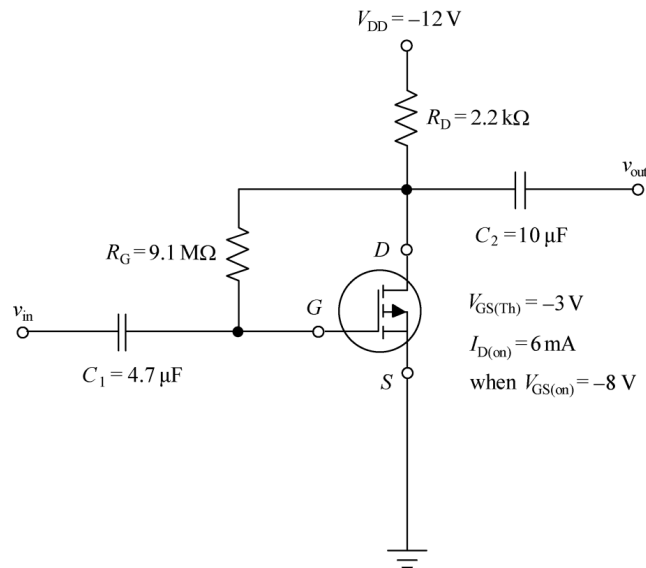 V_DD = −12 V
R_D = 2.2 kΩ
v_out
C_2 = 10 μF
R_G = 9.1 MΩ
D
v_in
G
V_GS(Th) = −3 V
I_D(on) = 6 mA
when V_GS(on) = −8 V
C_1 = 4.7 μF
S